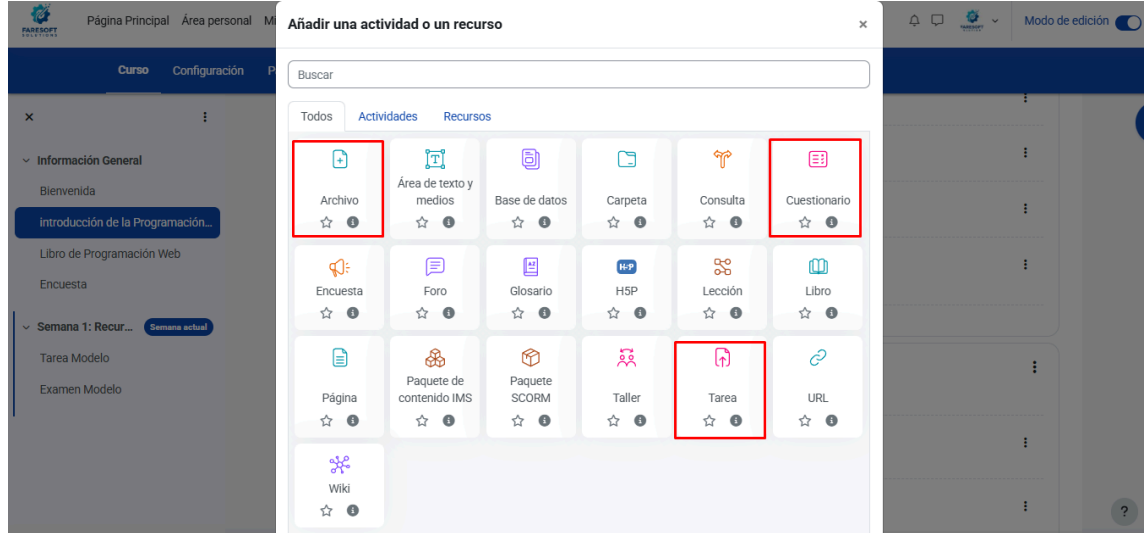 FARESOFT
SOLUTIONS
Página Principal Área personal Mi
Añadir una actividad o un recurso
×
Modo de edición
Curso Configuración P
Buscar
Todos Actividades Recursos
Información General
Bienvenida
introducción de la Programación...
Libro de Programación Web
Encuesta
Semana 1: Recur... Semana actual
Tarea Modelo
Examen Modelo
Archivo
Área de texto y
medios
Base de datos
Carpeta
Consulta
Cuestionario
Encuesta
Foro
Glosario
H5P
H5P
Lección
Libro
Página
Paquete de
contenido IMS
Paquete
SCORM
Taller
Tarea
URL
Wiki
?